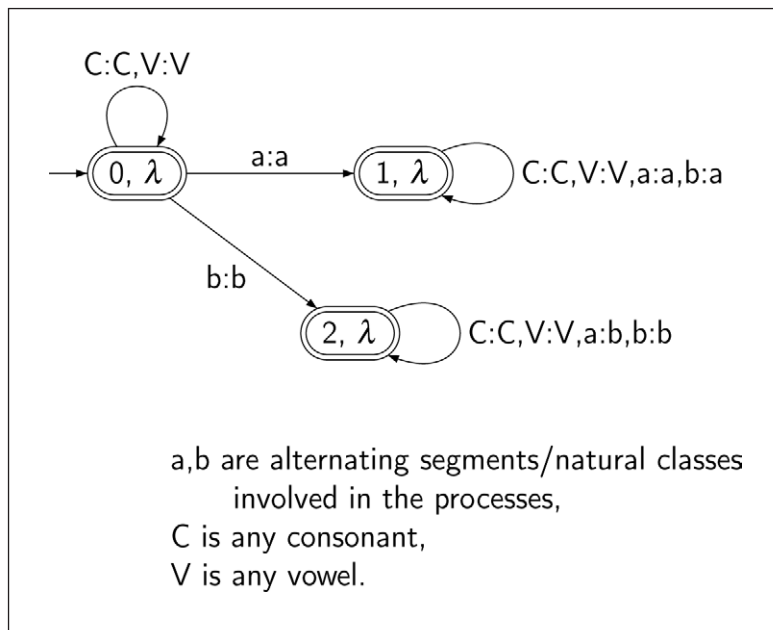 C:C,V:V
0, λ
a:a
1, λ
C:C,V:V,a:a,b:a
b:b
2, λ
C:C,V:V,a:b,b:b
a,b are alternating segments/natural classes
involved in the processes,
C is any consonant,
V is any vowel.